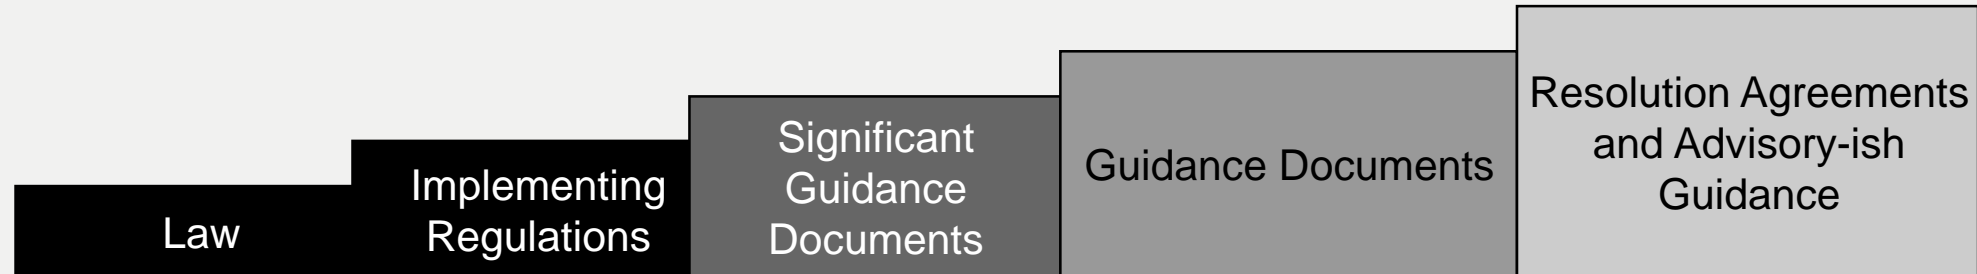 Law
Implementing
Regulations
Significant
Guidance
Documents
Guidance Documents
Resolution Agreements
and Advisory-ish
Guidance